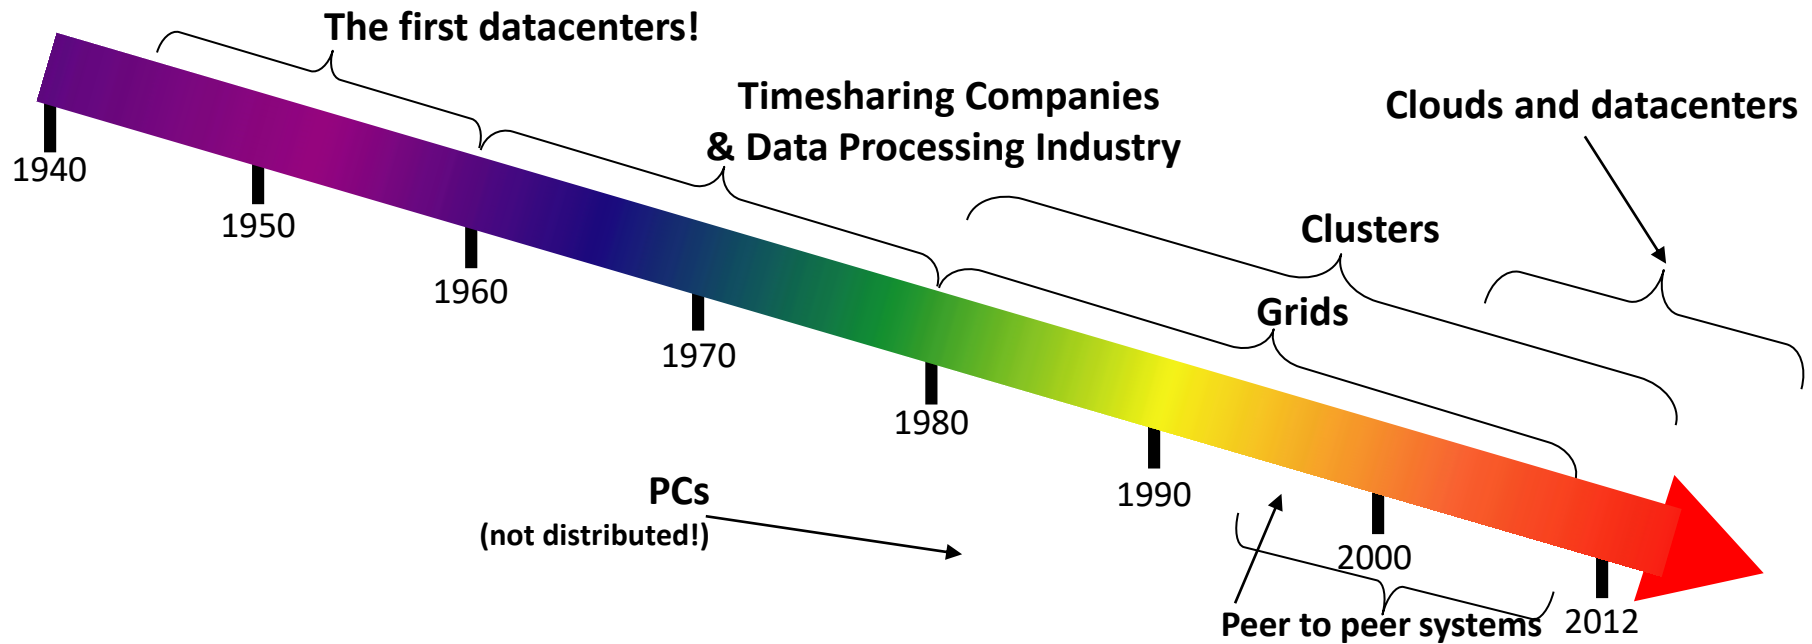 The first datacenters!
Timesharing Companies
& Data Processing Industry
Clouds and datacenters
Clusters
Grids
1940
1950
1960
1970
1980
1990
2000
2012
PCs
(not distributed!)
Peer to peer systems